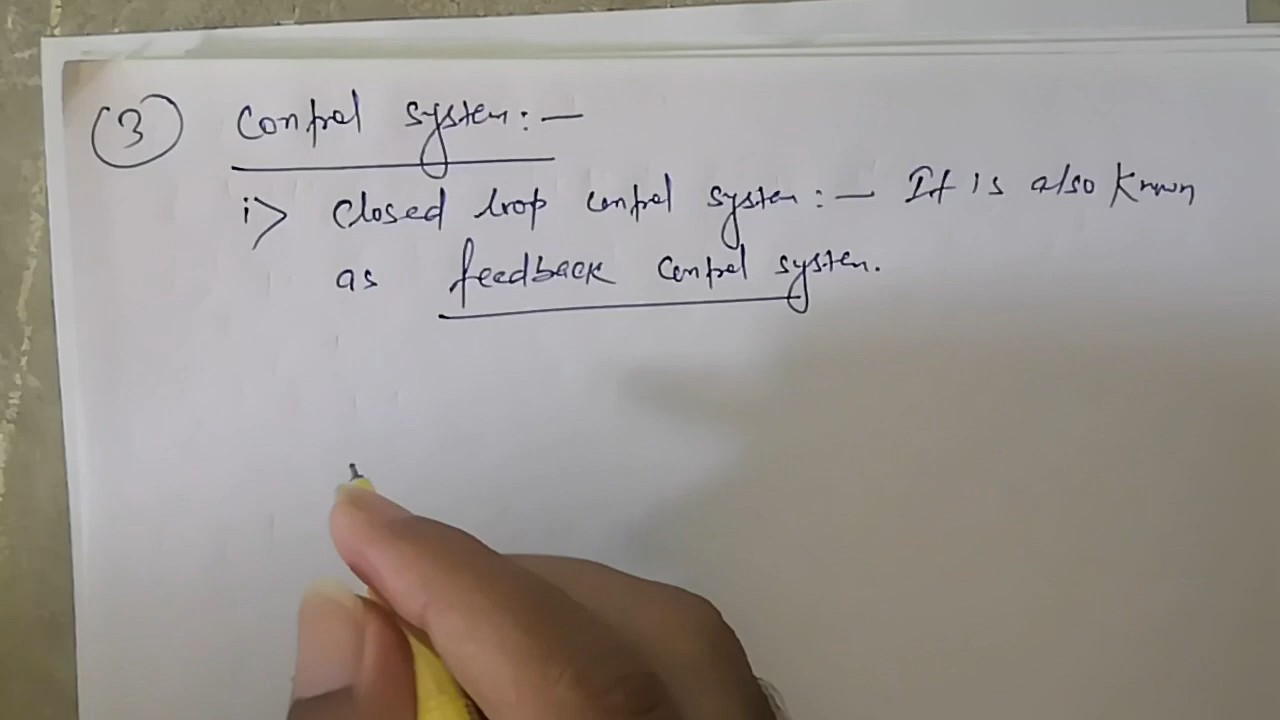 (3) Control system:-
i> Closed loop control system:- It is also known
as feedback control system.